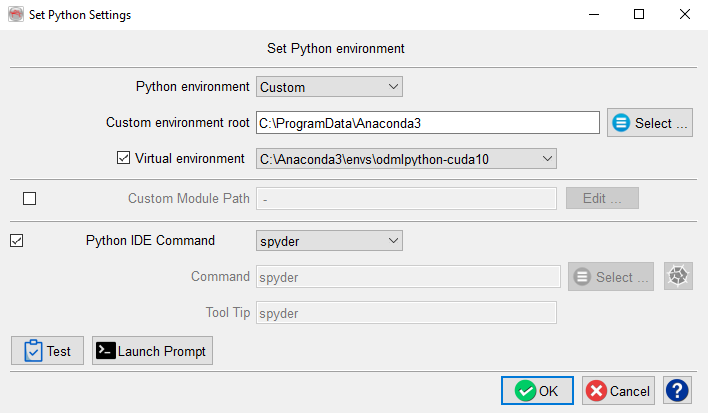 Set Python Settings
Set Python environment
Python environment Custom
Custom environment root C:\ProgramData\Anaconda3 Select ...
Virtual environment C:\Anaconda3\envs\odmlpython-cuda10
Custom Module Path - Edit ...
Python IDE Command spyder
Command spyder Select ...
Tool Tip spyder
Test Launch Prompt
OK Cancel ?